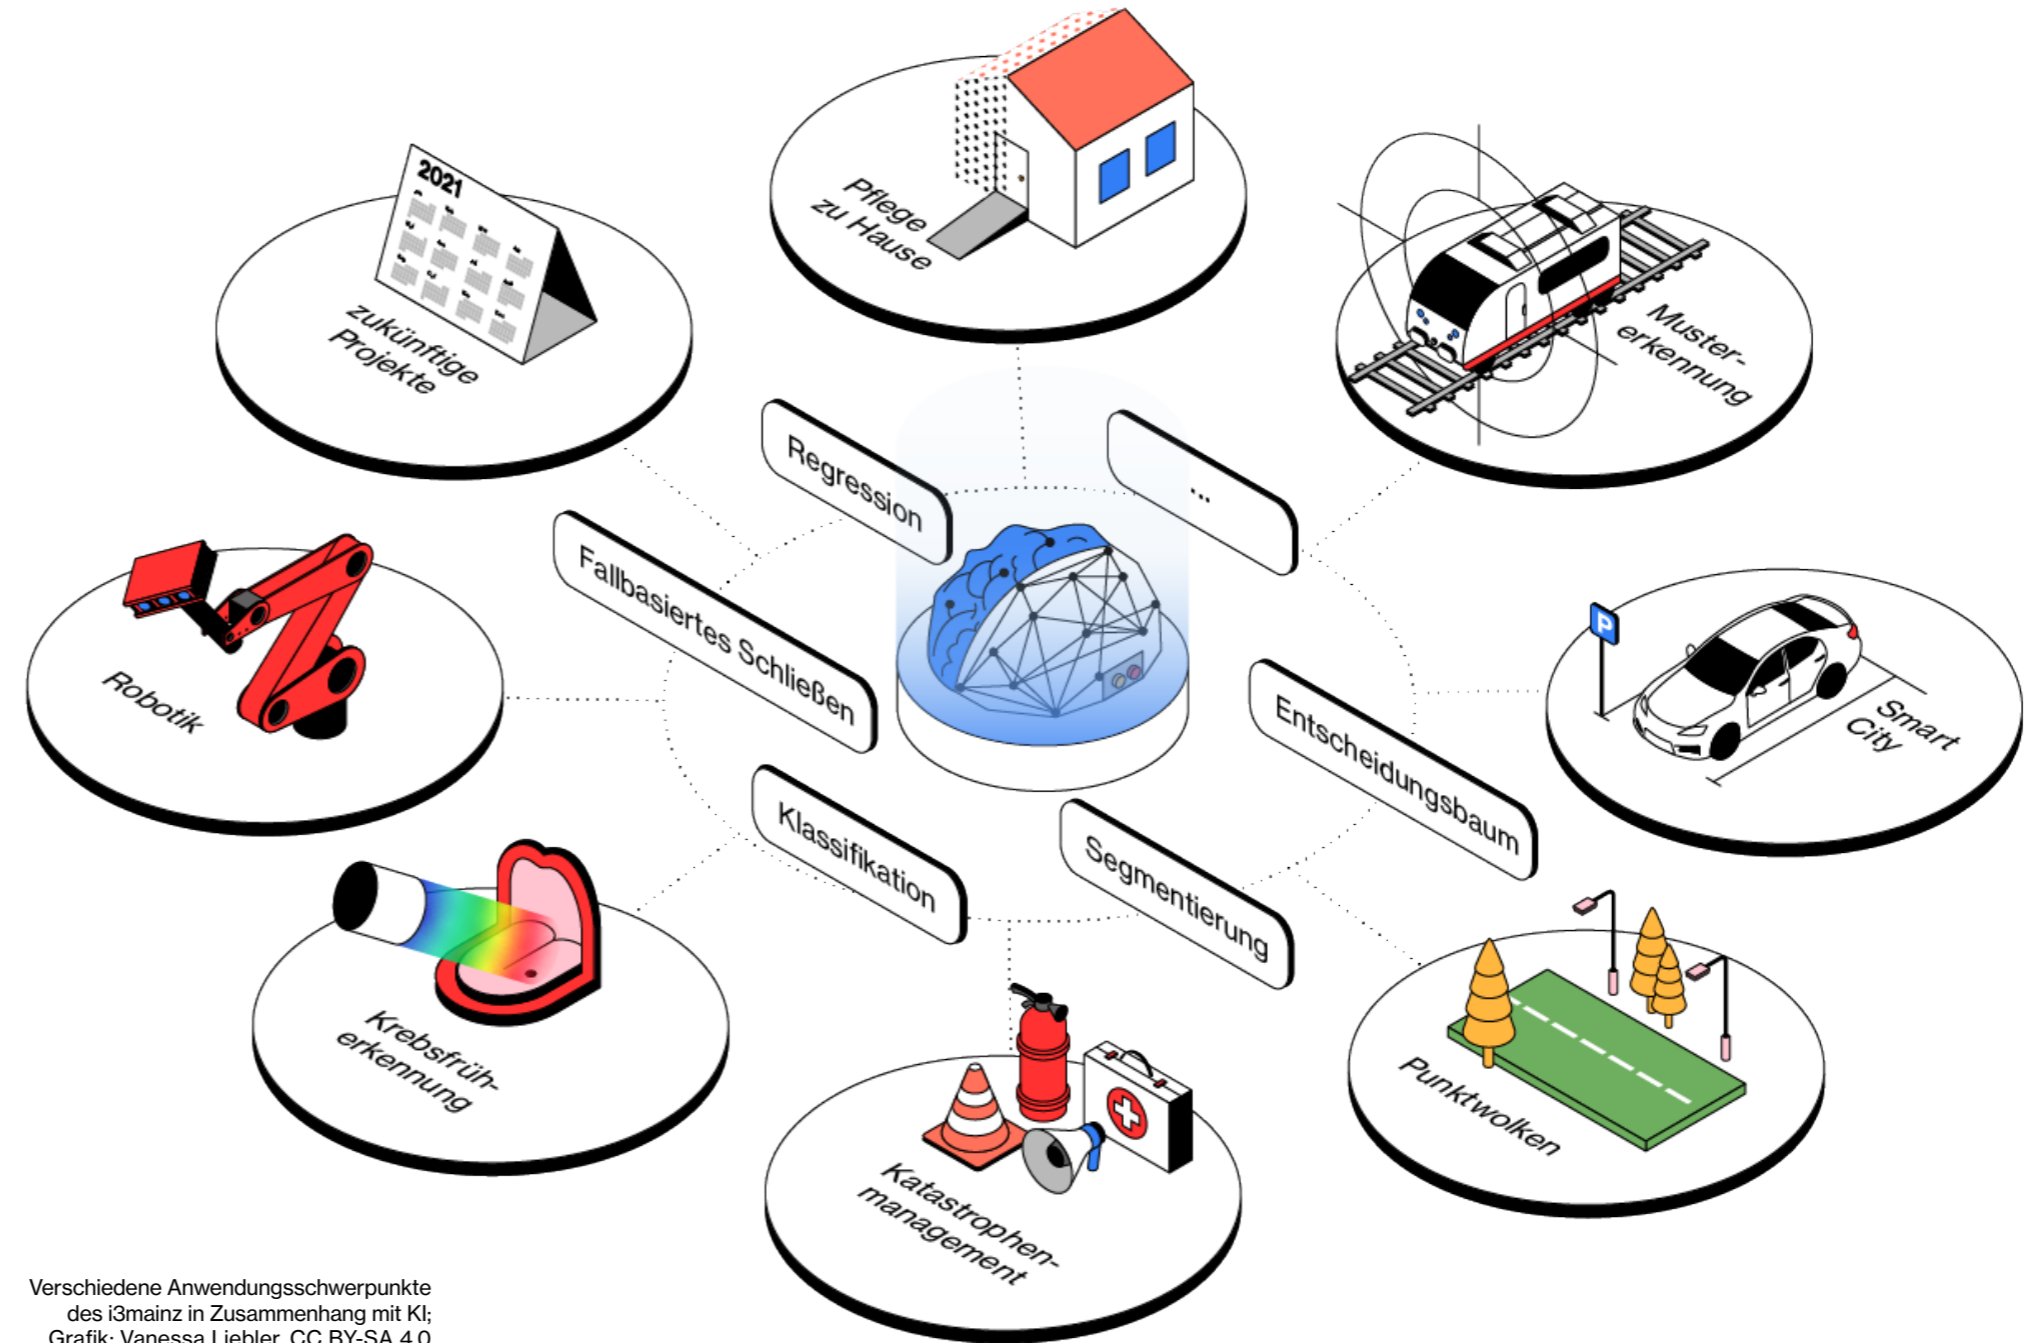 Pflege
zu Hause
2021
zukünftige
Projekte
Muster-
erkennung
Regression
...
Fallbasiertes Schließen
Robotik
P
Smart
City
Entscheidungsbaum
Klassifikation
Segmentierung
Krebsfrüh-
erkennung
Punktwolken
Katastrophen-
management
Verschiedene Anwendungsschwerpunkte
des i3mainz in Zusammenhang mit KI;
Grafik: Vanessa Liebler, CC BY-SA 4.0